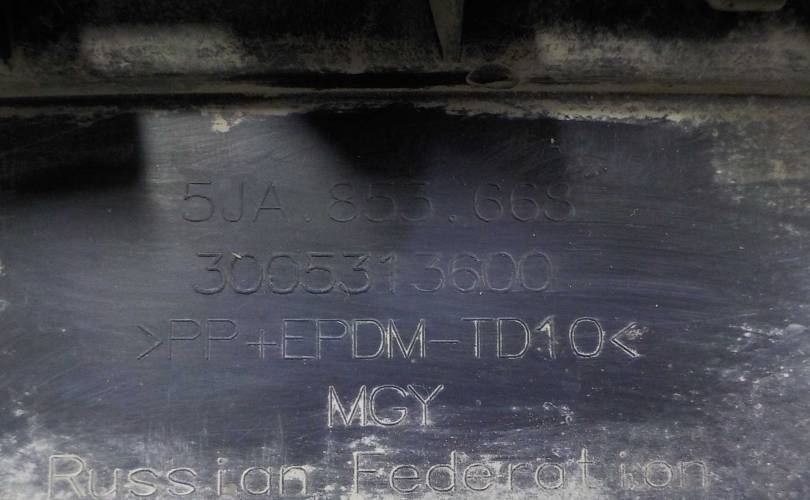 5JA.853.668
3005313600
>PP+EPDM-TD10<
MGY
Russian Federation